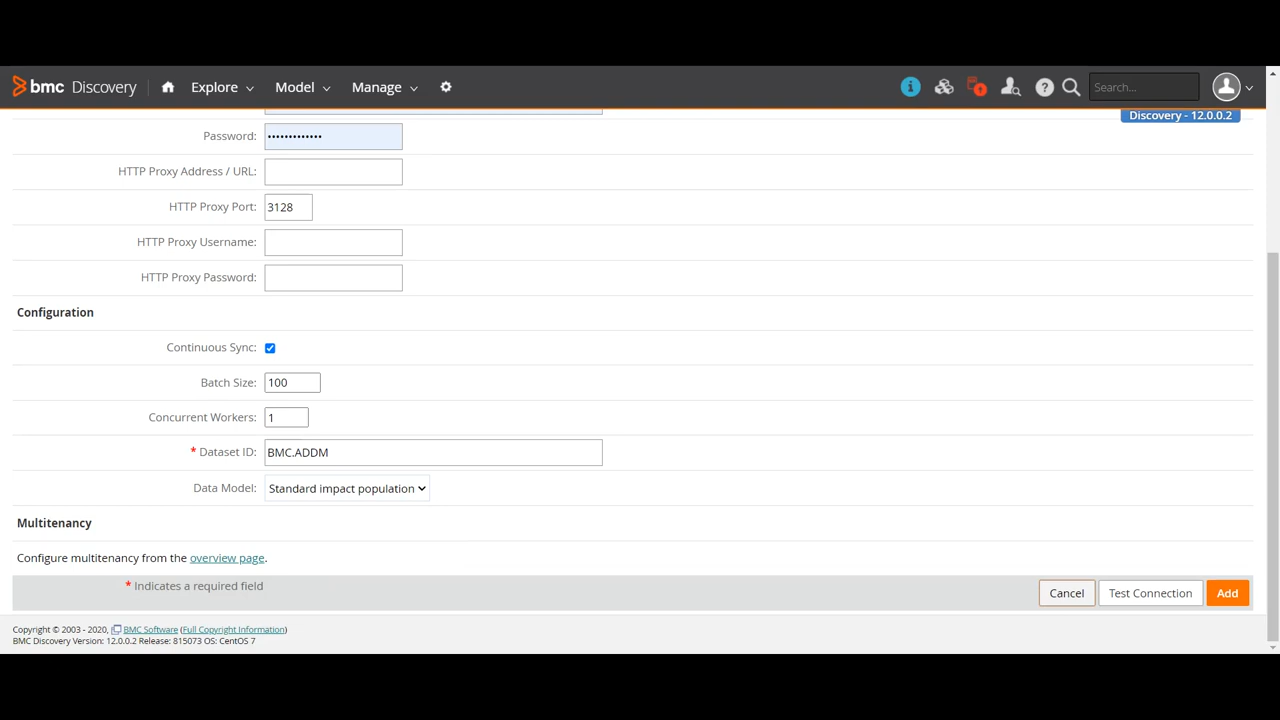 bmc Discovery Explore Model Manage Search...
Discovery - 12.0.0.2
Password: •••••••••••••
HTTP Proxy Address / URL:
HTTP Proxy Port: 3128
HTTP Proxy Username:
HTTP Proxy Password:
Configuration
Continuous Sync:
Batch Size: 100
Concurrent Workers: 1
* Dataset ID: BMC.ADDM
Data Model: Standard impact population
Multitenancy
Configure multitenancy from the overview page.
* Indicates a required field
Cancel Test Connection Add
Copyright © 2003 - 2020, BMC Software (Full Copyright Information)
BMC Discovery Version: 12.0.0.2 Release: 815073 OS: CentOS 7